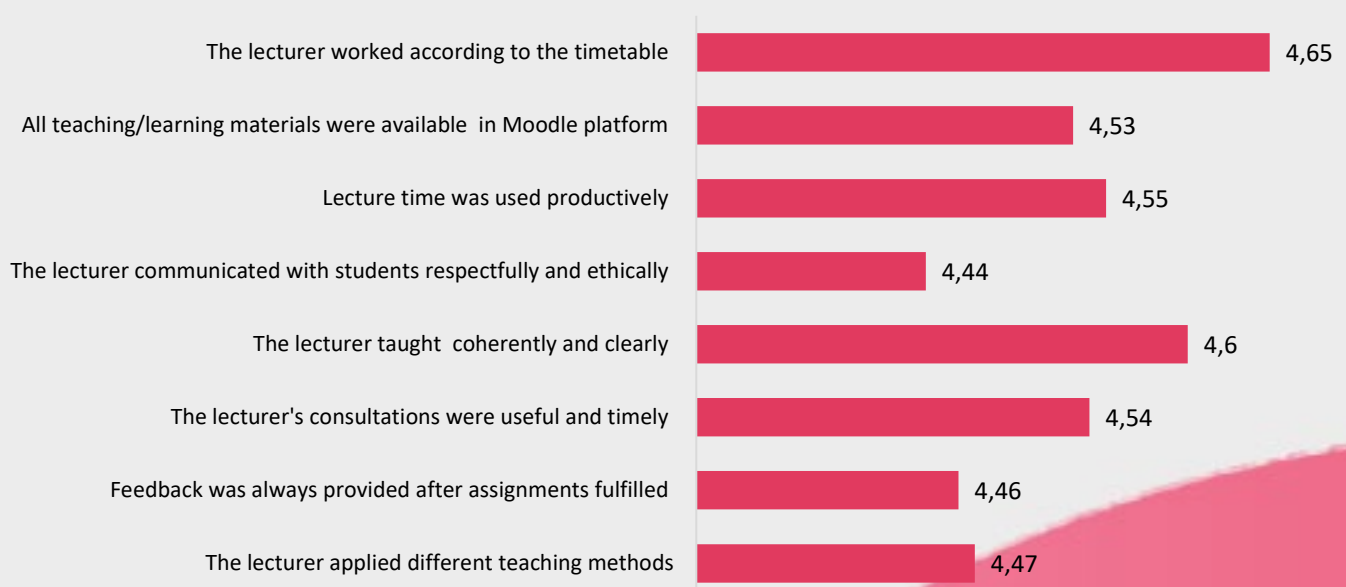 The lecturer worked according to the timetable 4,65
All teaching/learning materials were available  in Moodle platform 4,53
Lecture time was used productively 4,55
The lecturer communicated with students respectfully and ethically 4,44
The lecturer taught  coherently and clearly 4,6
The lecturer's consultations were useful and timely 4,54
Feedback was always provided after assignments fulfilled 4,46
The lecturer applied different teaching methods 4,47